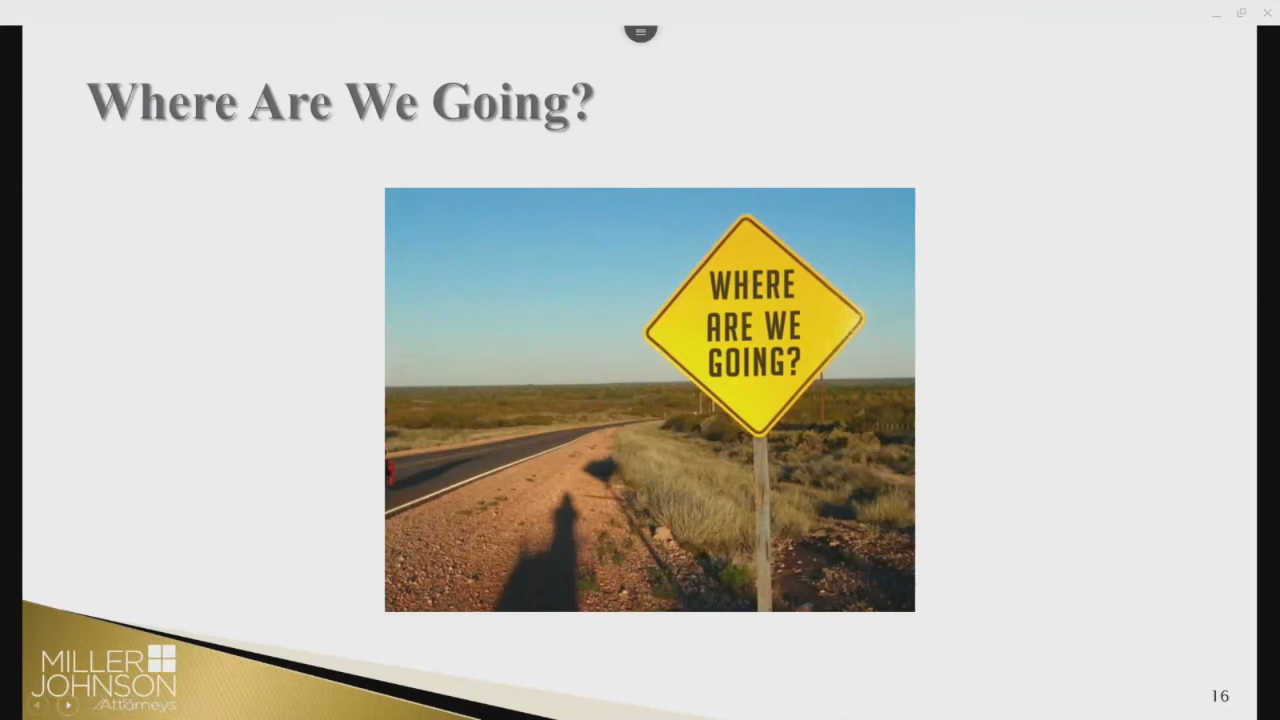 Where Are We Going?
WHERE
ARE WE
GOING?
MILLER
JOHNSON
Attorneys
16